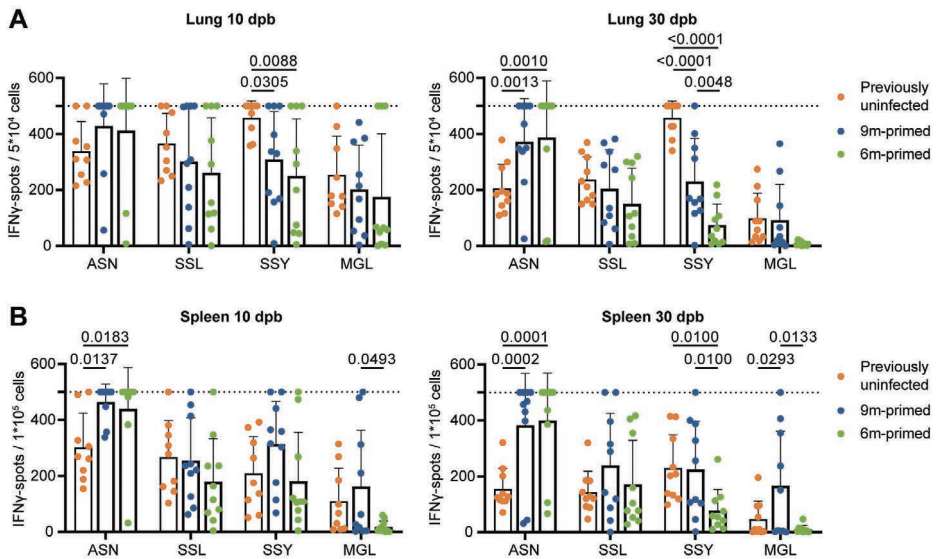 A
Lung 10 dpb
Lung 30 dpb
IFNγ-spots / 5*10⁴ cells
600
400
200
0
0.0088
0.0305
ASN
SSL
SSY
MGL
IFNγ-spots / 5*10⁴ cells
600
400
200
0
0.0010
0.0013
<0.0001
<0.0001
0.0048
ASN
SSL
SSY
MGL
Previously
uninfected
9m-primed
6m-primed
B
Spleen 10 dpb
Spleen 30 dpb
IFNγ-spots / 1*10⁵ cells
600
400
200
0
0.0183
0.0137
0.0493
ASN
SSL
SSY
MGL
IFNγ-spots / 1*10⁵ cells
600
400
200
0
0.0001
0.0002
0.0100
0.0100
0.0133
0.0293
ASN
SSL
SSY
MGL
Previously
uninfected
9m-primed
6m-primed